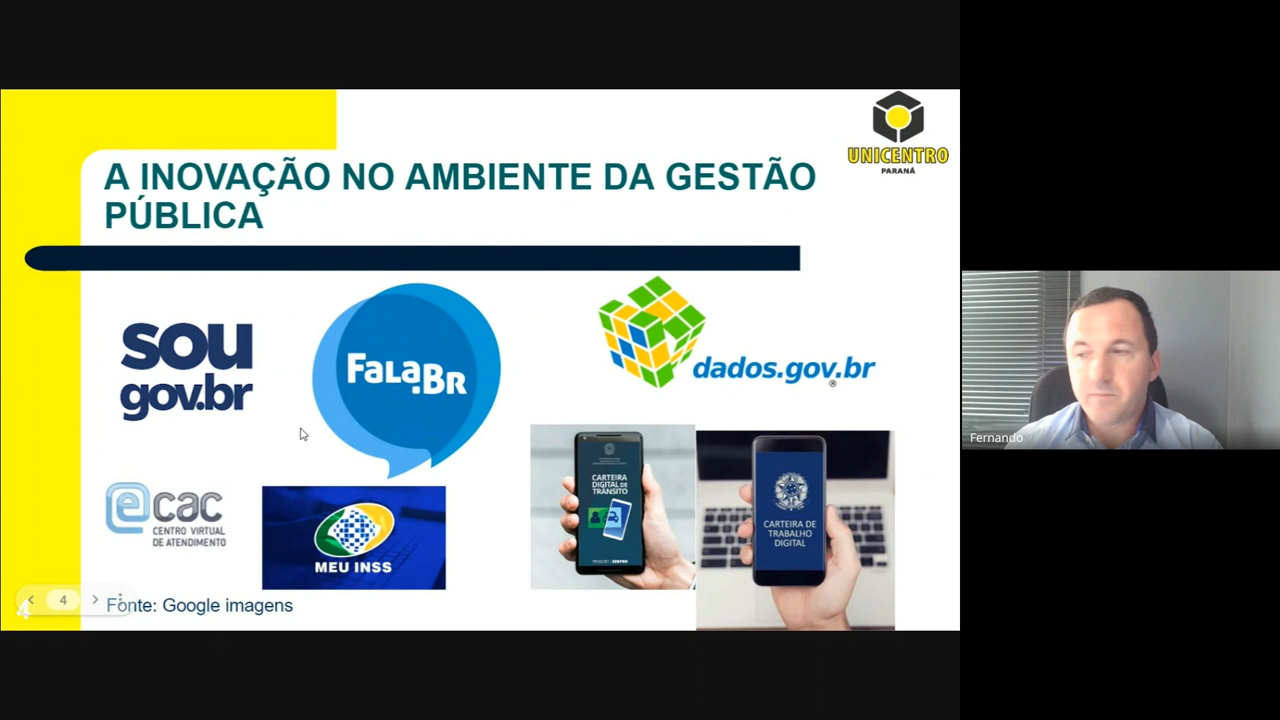 UNICENTRO
PARANÁ
A INOVAÇÃO NO AMBIENTE DA GESTÃO
PÚBLICA
sou
gov.br
FALA.BR
dados.gov.br
®
ecac
CENTRO VIRTUAL
DE ATENDIMENTO
MEU INSS
CARTEIRA
DIGITAL DE
TRÂNSITO
CARTEIRA DE
TRABALHO
DIGITAL
Fernando
4
4
Fonte: Google imagens